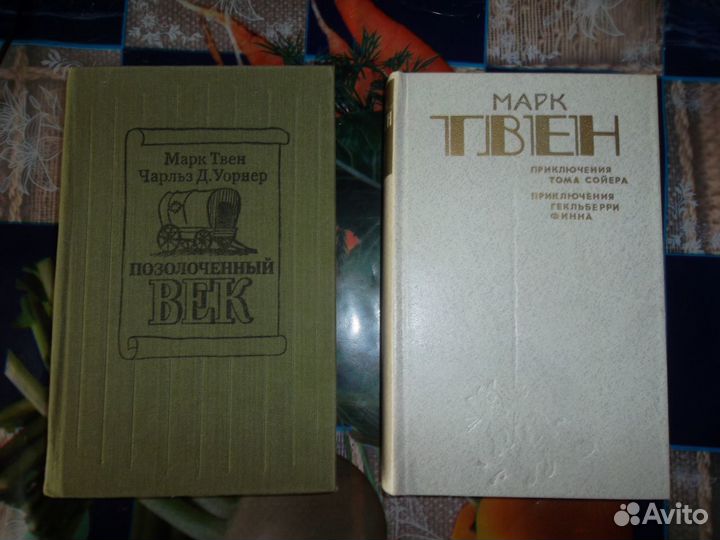 Марк Твен
Чарльз Д. Уорнер
ПОЗОЛОЧЕННЫЙ
ВЕК
МАРК
ТВЕН
ПРИКЛЮЧЕНИЯ
ТОМА СОЙЕРА
ПРИКЛЮЧЕНИЯ
ГЕКЛЬБЕРРИ
ФИННА
Avito